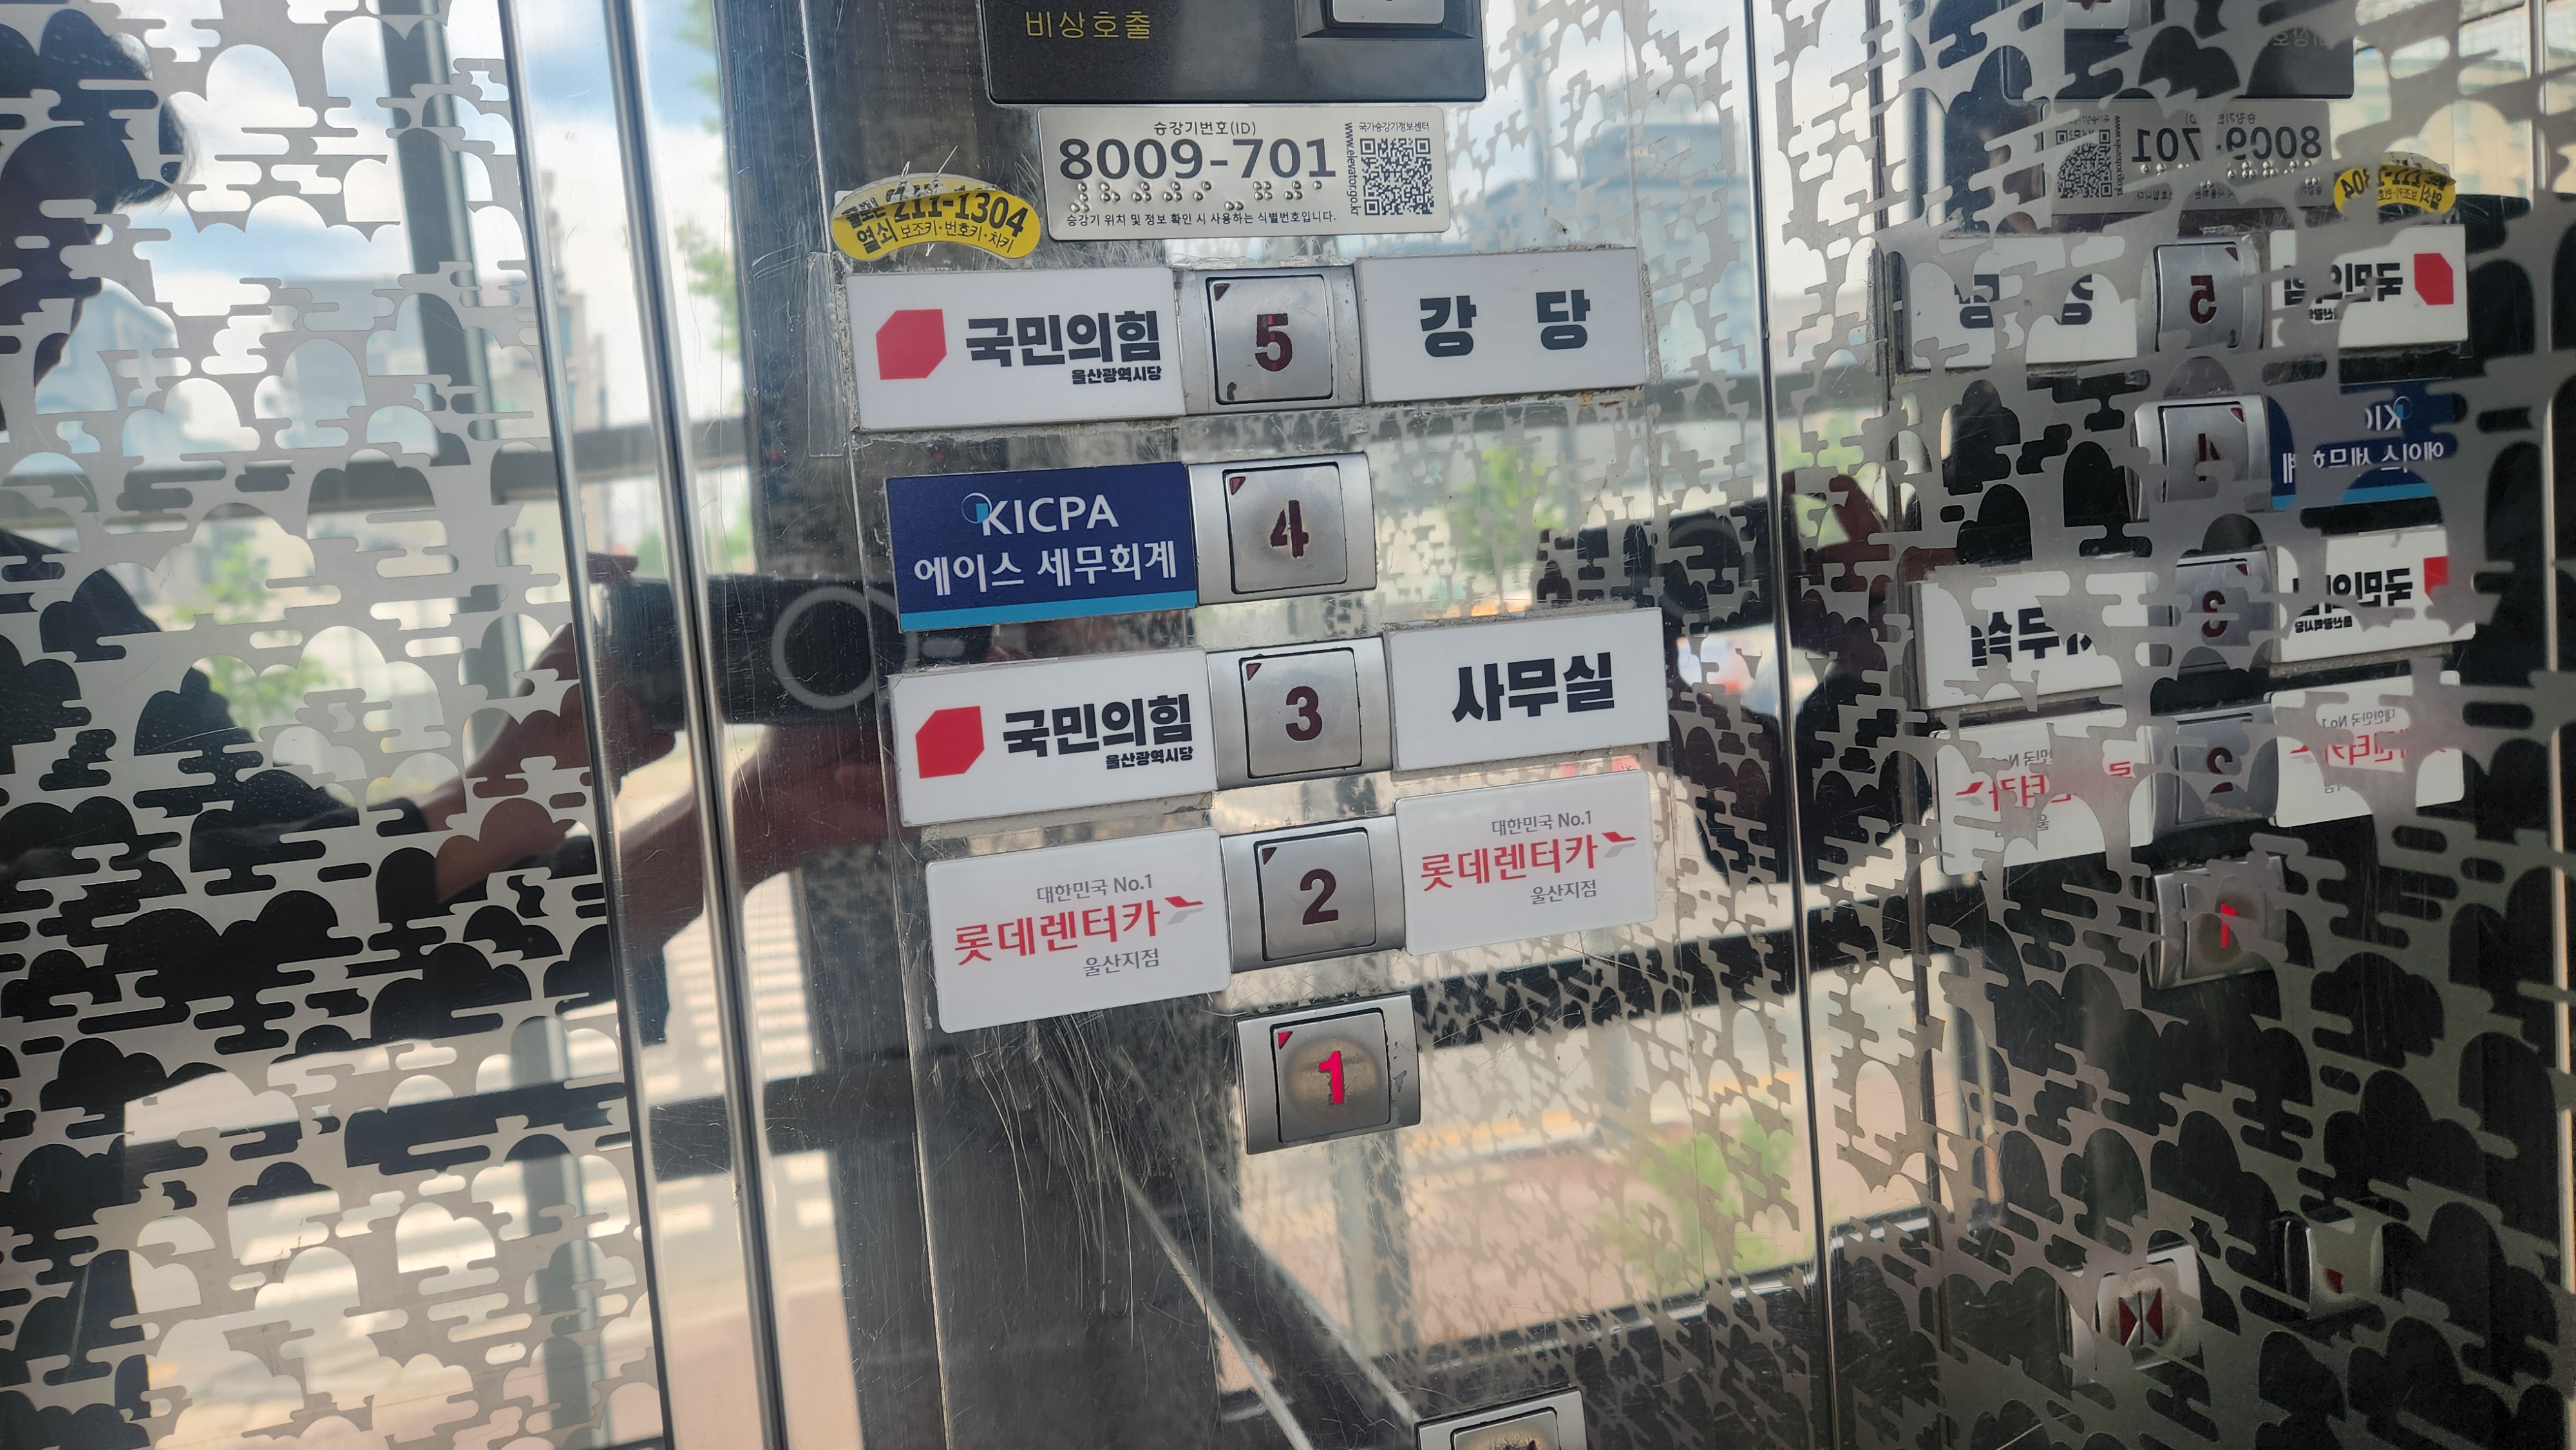 비상호출
승강기번호(ID)
8009-701
국가승강기정보센터
www.elevator.go.kr
승강기 위치 및 정보 확인 시 사용하는 식별번호입니다.
211-1304
열쇠 보조키·번호키·차키
국민의힘
울산광역시당
5
강 당
KICPA
에이스 세무회계
4
국민의힘
울산광역시당
3
사무실
대한민국 No.1
롯데렌터카
울산지점
2
대한민국 No.1
롯데렌터카
울산지점
1